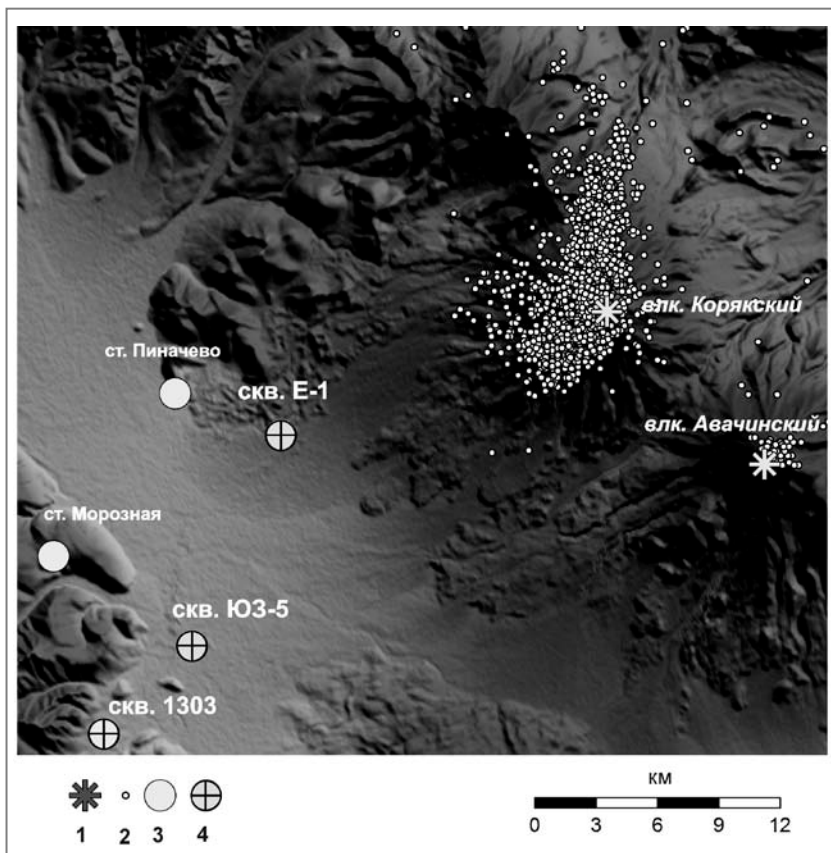 влк. Корякский
ст. Пиначево
скв. Е-1
влк. Авачинский
ст. Морозная
скв. ЮЗ-5
скв. 1303
км
1 2 3 4
0 3 6 9 12